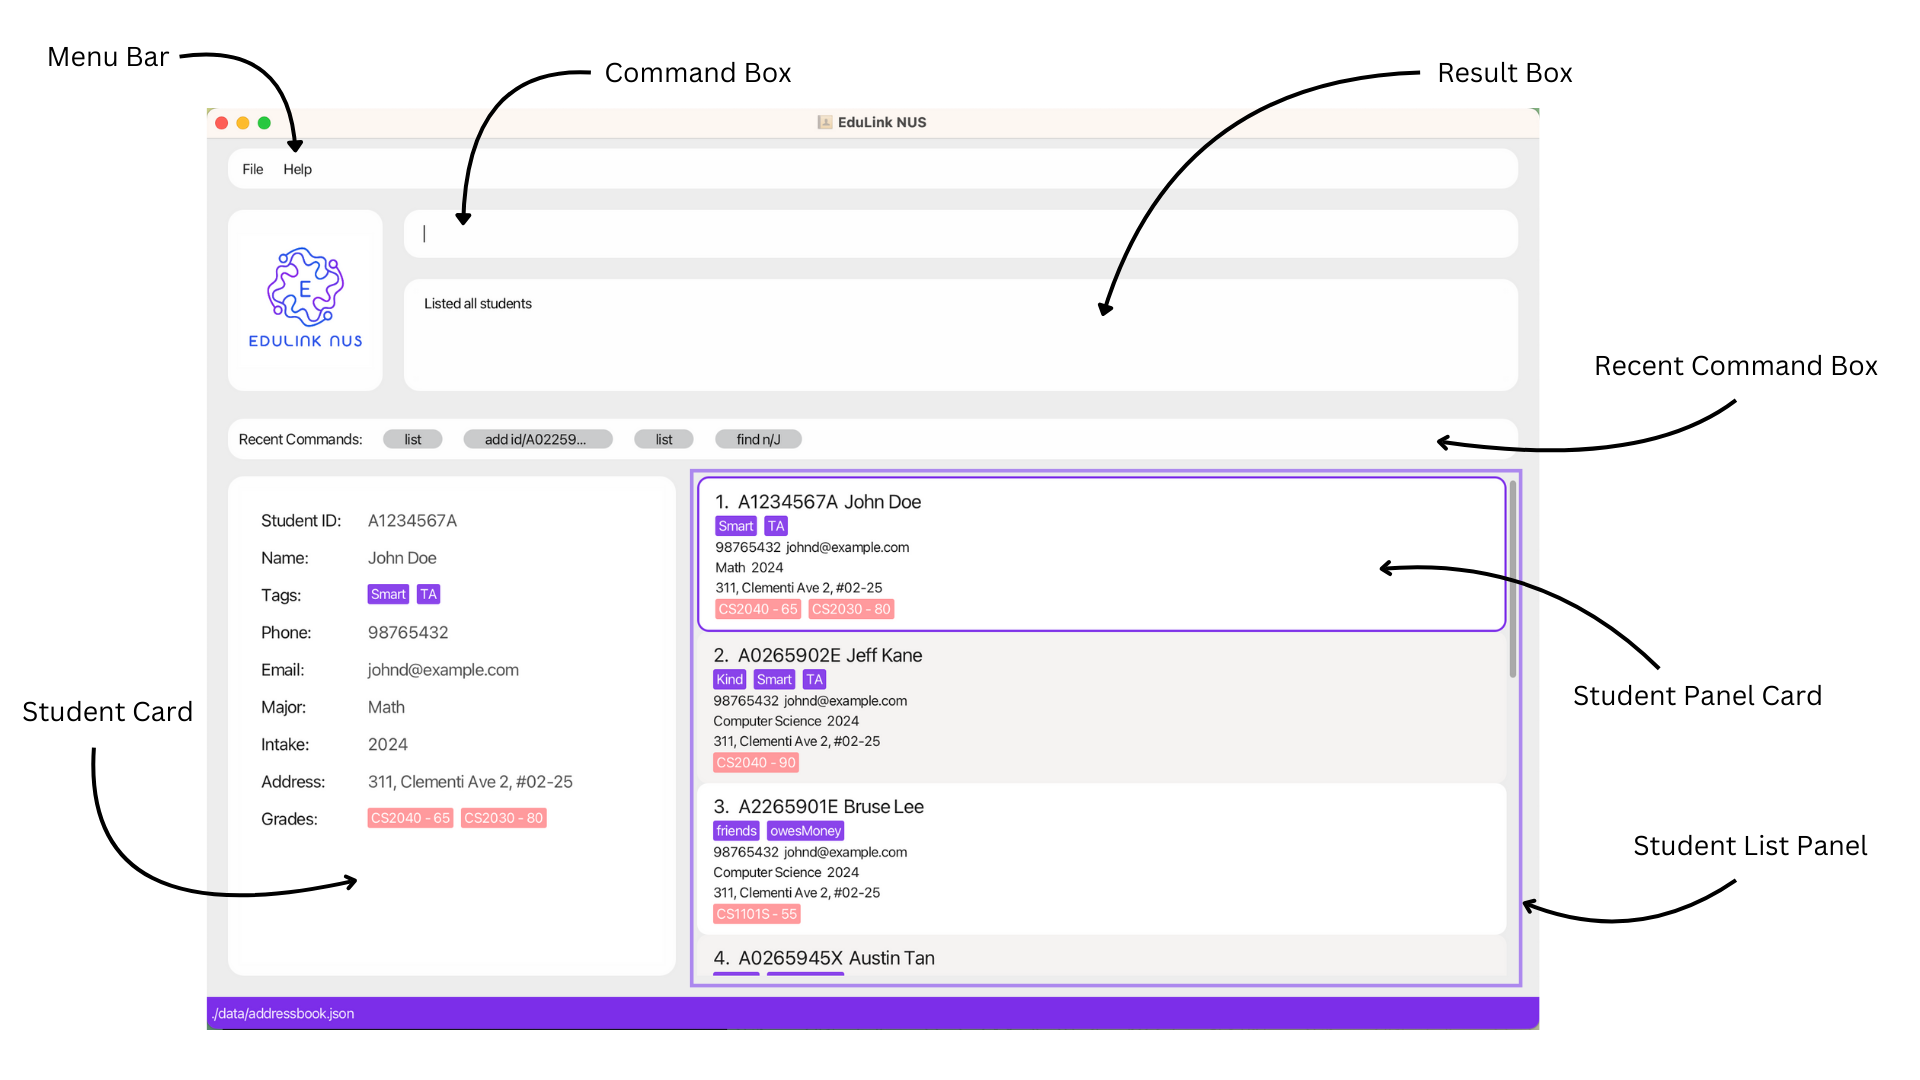 Menu Bar
Command Box
Result Box
EduLink NUS
File Help
E
EDULINK NUS
Listed all students
Recent Command Box
Recent Commands: list add id/A02259... list find n/J
Student ID: A1234567A
Name: John Doe
Tags: Smart TA
Phone: 98765432
Email: johnd@example.com
Major: Math
Intake: 2024
Address: 311, Clementi Ave 2, #02-25
Grades: CS2040 - 65 CS2030 - 80
Student Card
1. A1234567A John Doe
Smart TA
98765432 johnd@example.com
Math 2024
311, Clementi Ave 2, #02-25
CS2040 - 65 CS2030 - 80
2. A0265902E Jeff Kane
Kind Smart TA
98765432 johnd@example.com
Computer Science 2024
311, Clementi Ave 2, #02-25
CS2040 - 90
3. A2265901E Bruse Lee
friends owesMoney
98765432 johnd@example.com
Computer Science 2024
311, Clementi Ave 2, #02-25
CS1101S - 55
4. A0265945X Austin Tan
Student Panel Card
Student List Panel
./data/addressbook.json